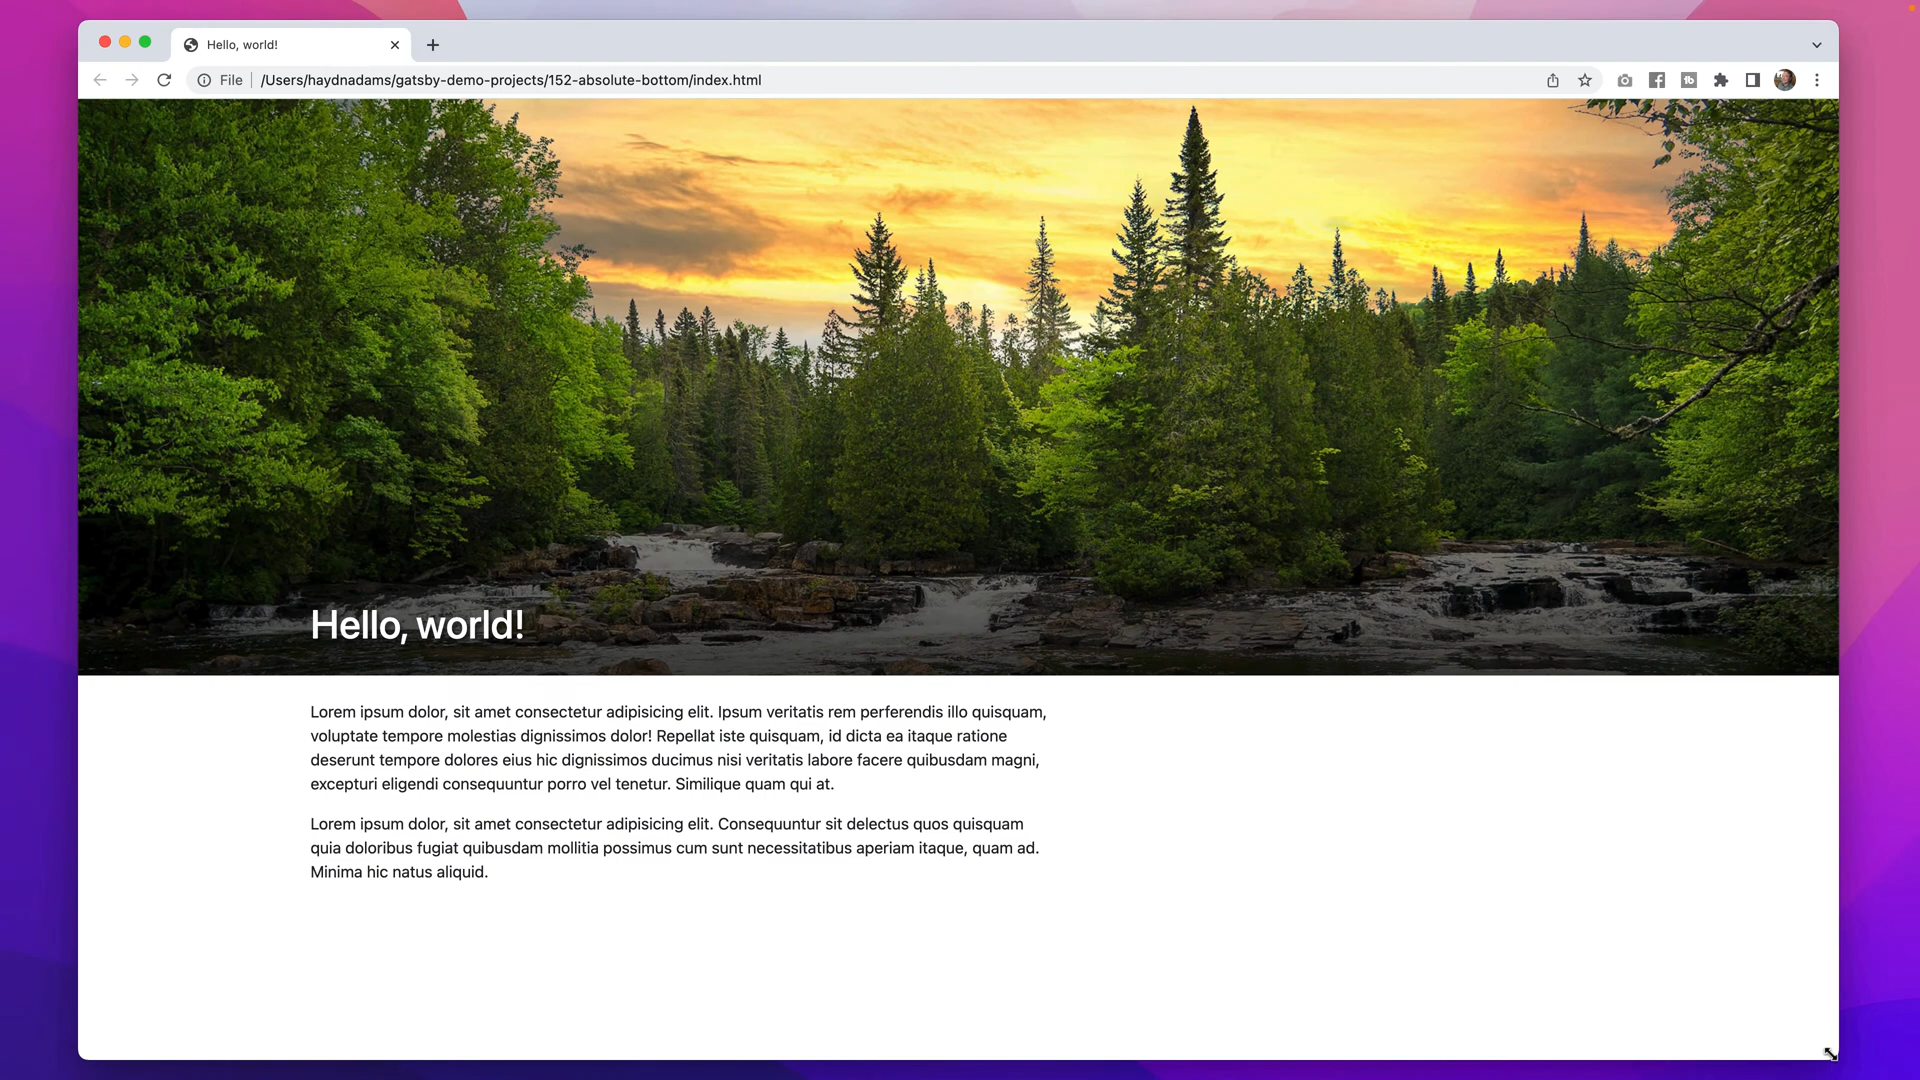 Hello, world!
File
/Users/haydnadams/gatsby-demo-projects/152-absolute-bottom/index.html
Hello, world!
Lorem ipsum dolor, sit amet consectetur adipisicing elit. Ipsum veritatis rem perferendis illo quisquam,
voluptate tempore molestias dignissimos dolor! Repellat iste quisquam, id dicta ea itaque ratione
deserunt tempore dolores eius hic dignissimos ducimus nisi veritatis labore facere quibusdam magni,
excepturi eligendi consequuntur porro vel tenetur. Similique quam qui at.
Lorem ipsum dolor, sit amet consectetur adipisicing elit. Consequuntur sit delectus quos quisquam
quia doloribus fugiat quibusdam mollitia possimus cum sunt necessitatibus aperiam itaque, quam ad.
Minima hic natus aliquid.